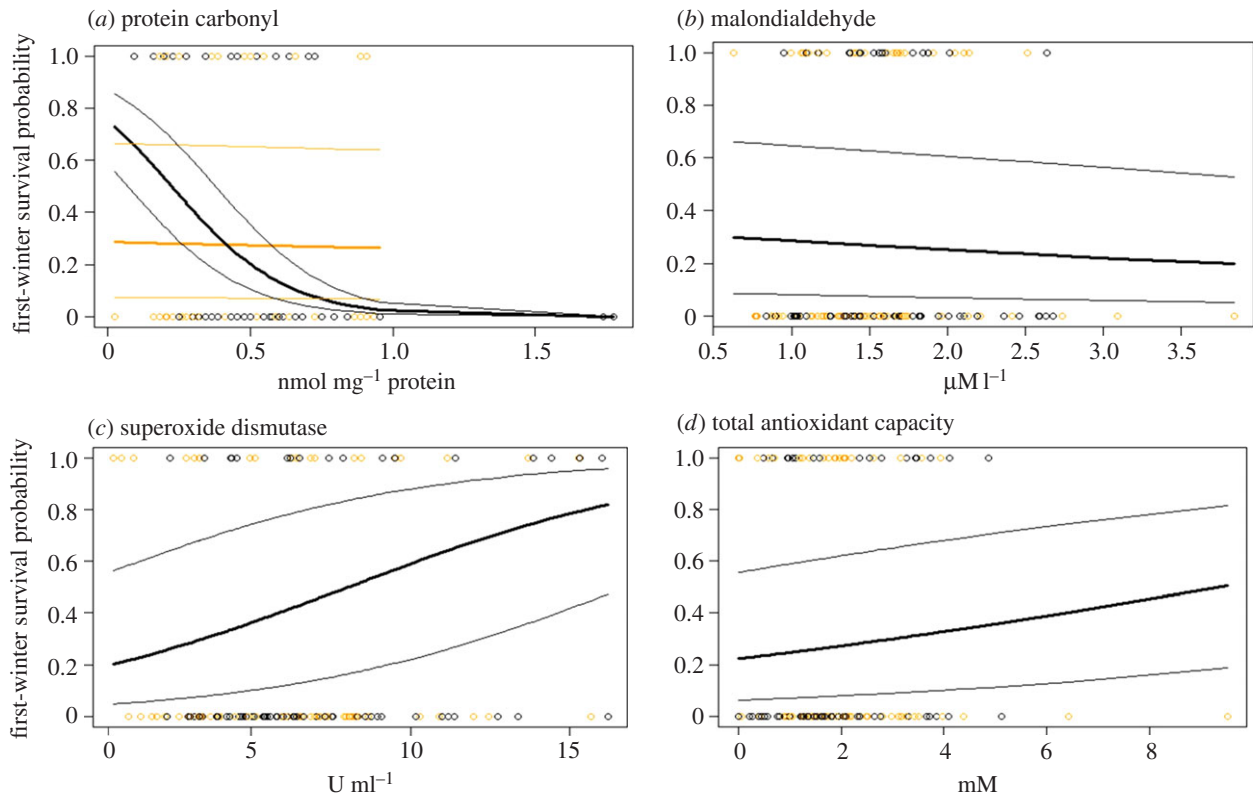 (a) protein carbonyl
first-winter survival probability
1.0
0.8
0.6
0.4
0.2
0
0 0.5 1.0 1.5
nmol mg⁻¹ protein
(b) malondialdehyde
1.0
0.8
0.6
0.4
0.2
0
0.5 1.0 1.5 2.0 2.5 3.0 3.5
µM l⁻¹
(c) superoxide dismutase
first-winter survival probability
1.0
0.8
0.6
0.4
0.2
0
0 5 10 15
U ml⁻¹
(d) total antioxidant capacity
1.0
0.8
0.6
0.4
0.2
0
0 2 4 6 8
mM